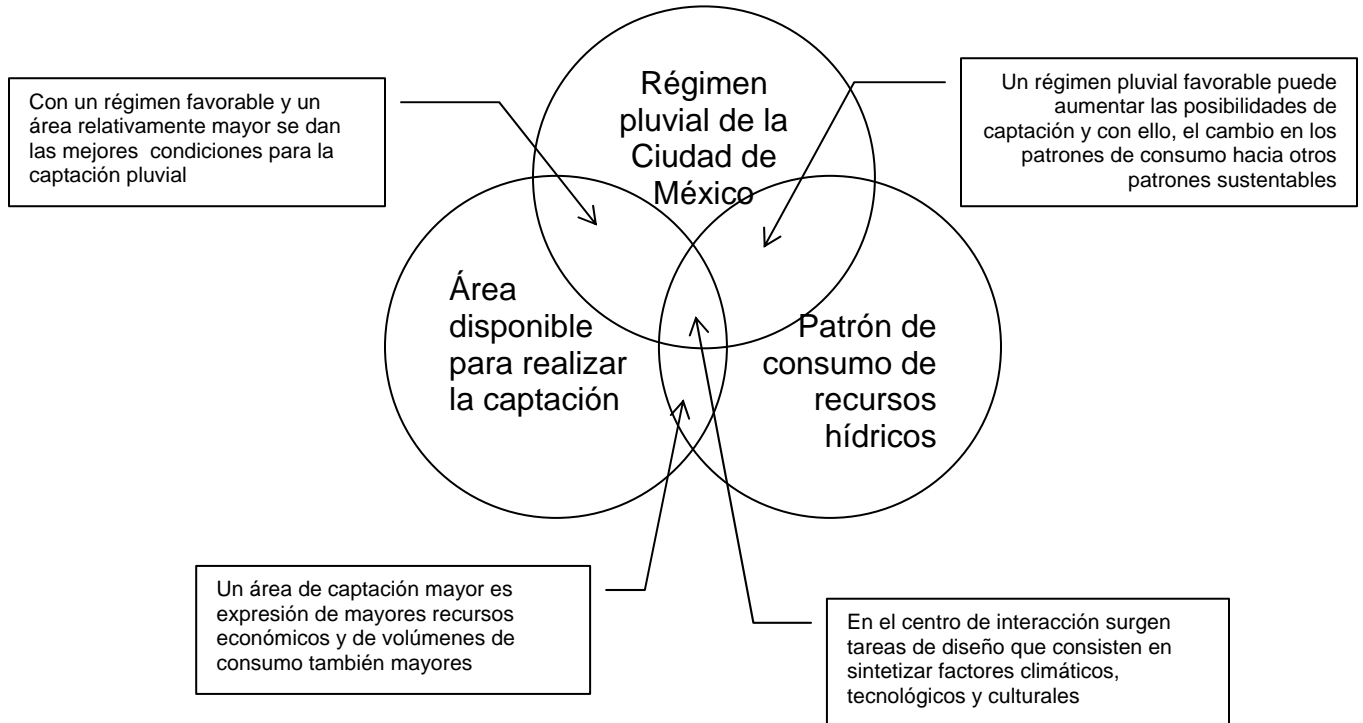 Régimen
pluvial de la
Ciudad de
México
Con un régimen favorable y un
área relativamente mayor se dan
las mejores condiciones para la
captación pluvial
Un régimen pluvial favorable puede
aumentar las posibilidades de
captación y con ello, el cambio en los
patrones de consumo hacia otros
patrones sustentables
Área
disponible
para realizar
la captación
Patrón de
consumo de
recursos
hídricos
Un área de captación mayor es
expresión de mayores recursos
económicos y de volúmenes de
consumo también mayores
En el centro de interacción surgen
tareas de diseño que consisten en
sintetizar factores climáticos,
tecnológicos y culturales